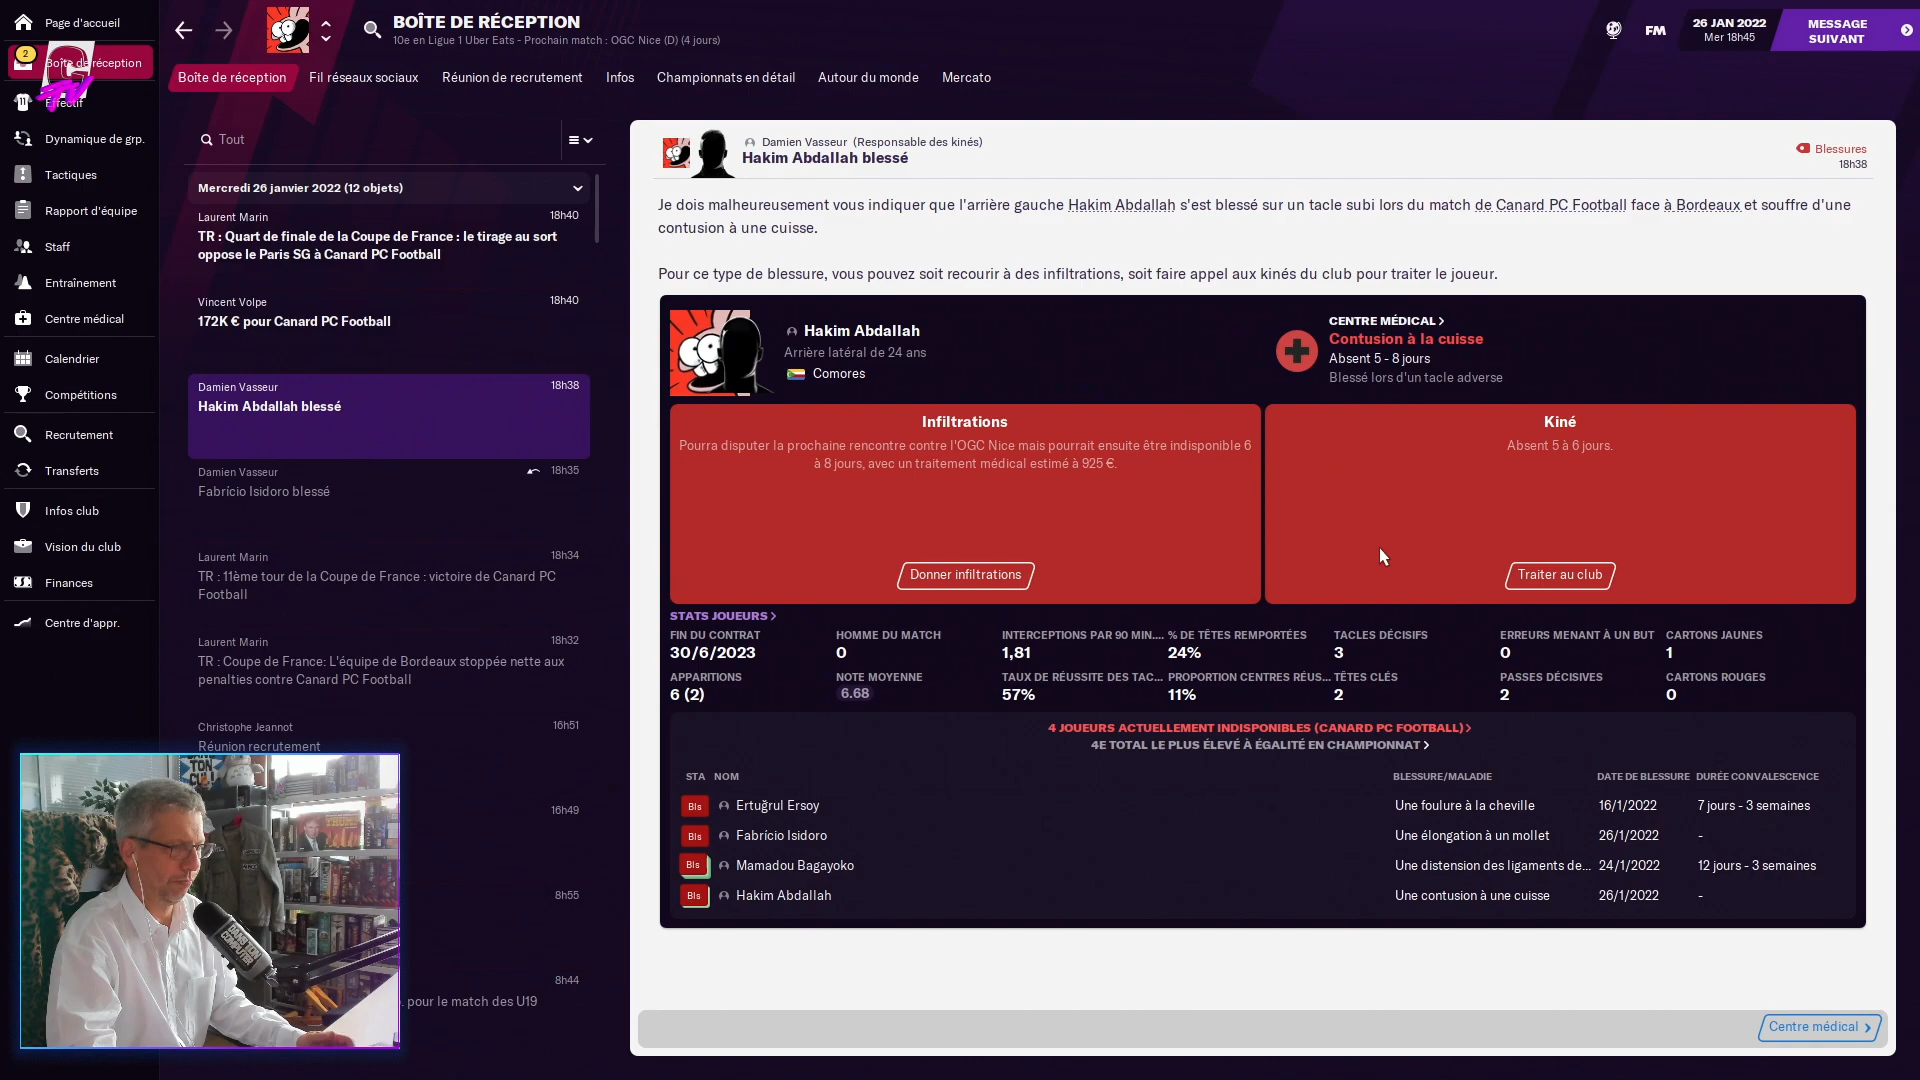 Page d'accueil
2
Boîte de réception
Effectif
Dynamique de grp.
Tactiques
Rapport d'équipe
Staff
Entraînement
Centre médical
Calendrier
Compétitions
Recrutement
Transferts
Infos club
Vision du club
Finances
Centre d'appr.
BOÎTE DE RÉCEPTION
10e en Ligue 1 Uber Eats - Prochain match : OGC Nice (D) (4 jours)
FM
26 JAN 2022
Mer 18h45
MESSAGE SUIVANT
Boîte de réception
Fil réseaux sociaux
Réunion de recrutement
Infos
Championnats en détail
Autour du monde
Mercato
Tout
Mercredi 26 janvier 2022 (12 objets)
Laurent Marin 18h40
TR : Quart de finale de la Coupe de France : le tirage au sort
oppose le Paris SG à Canard PC Football
Vincent Volpe 18h40
172K € pour Canard PC Football
Damien Vasseur 18h38
Hakim Abdallah blessé
Damien Vasseur 18h35
Fabrício Isidoro blessé
Laurent Marin 18h34
TR : 11ème tour de la Coupe de France : victoire de Canard PC
Football
Laurent Marin 18h32
TR : Coupe de France: L'équipe de Bordeaux stoppée nette aux
penalties contre Canard PC Football
Christophe Jeannot 16h51
Réunion recrutement
16h49
8h55
8h44
. pour le match des U19
DANS TON COMPUTER
Damien Vasseur (Responsable des kinés)
Hakim Abdallah blessé
Blessures
18h38
Je dois malheureusement vous indiquer que l'arrière gauche Hakim Abdallah s'est blessé sur un tacle subi lors du match de Canard PC Football face à Bordeaux et souffre d'une
contusion à une cuisse.
Pour ce type de blessure, vous pouvez soit recourir à des infiltrations, soit faire appel aux kinés du club pour traiter le joueur.
Hakim Abdallah
Arrière latéral de 24 ans
Comores
CENTRE MÉDICAL
Contusion à la cuisse
Absent 5 - 8 jours
Blessé lors d'un tacle adverse
Infiltrations
Pourra disputer la prochaine rencontre contre l'OGC Nice mais pourrait ensuite être indisponible 6
à 8 jours, avec un traitement médical estimé à 925 €.
Donner infiltrations
Kiné
Absent 5 à 6 jours.
Traiter au club
STATS JOUEURS
FIN DU CONTRAT HOMME DU MATCH INTERCEPTIONS PAR 90 MIN.... % DE TÊTES REMPORTÉES TACLES DÉCISIFS ERREURS MENANT À UN BUT CARTONS JAUNES
30/6/2023 0 1,81 24% 3 0 1
APPARITIONS NOTE MOYENNE TAUX DE RÉUSSITE DES TAC... PROPORTION CENTRES RÉUS... TÊTES CLÉS PASSES DÉCISIVES CARTONS ROUGES
6 (2) 6.68 57% 11% 2 2 0
4 JOUEURS ACTUELLEMENT INDISPONIBLES (CANARD PC FOOTBALL)
4E TOTAL LE PLUS ÉLEVÉ À ÉGALITÉ EN CHAMPIONNAT
STA NOM BLESSURE/MALADIE DATE DE BLESSURE DURÉE CONVALESCENCE
Bls Ertuğrul Ersoy Une foulure à la cheville 16/1/2022 7 jours - 3 semaines
Bls Fabrício Isidoro Une élongation à un mollet 26/1/2022 -
Bls Mamadou Bagayoko Une distension des ligaments de... 24/1/2022 12 jours - 3 semaines
Bls Hakim Abdallah Une contusion à une cuisse 26/1/2022 -
Centre médical